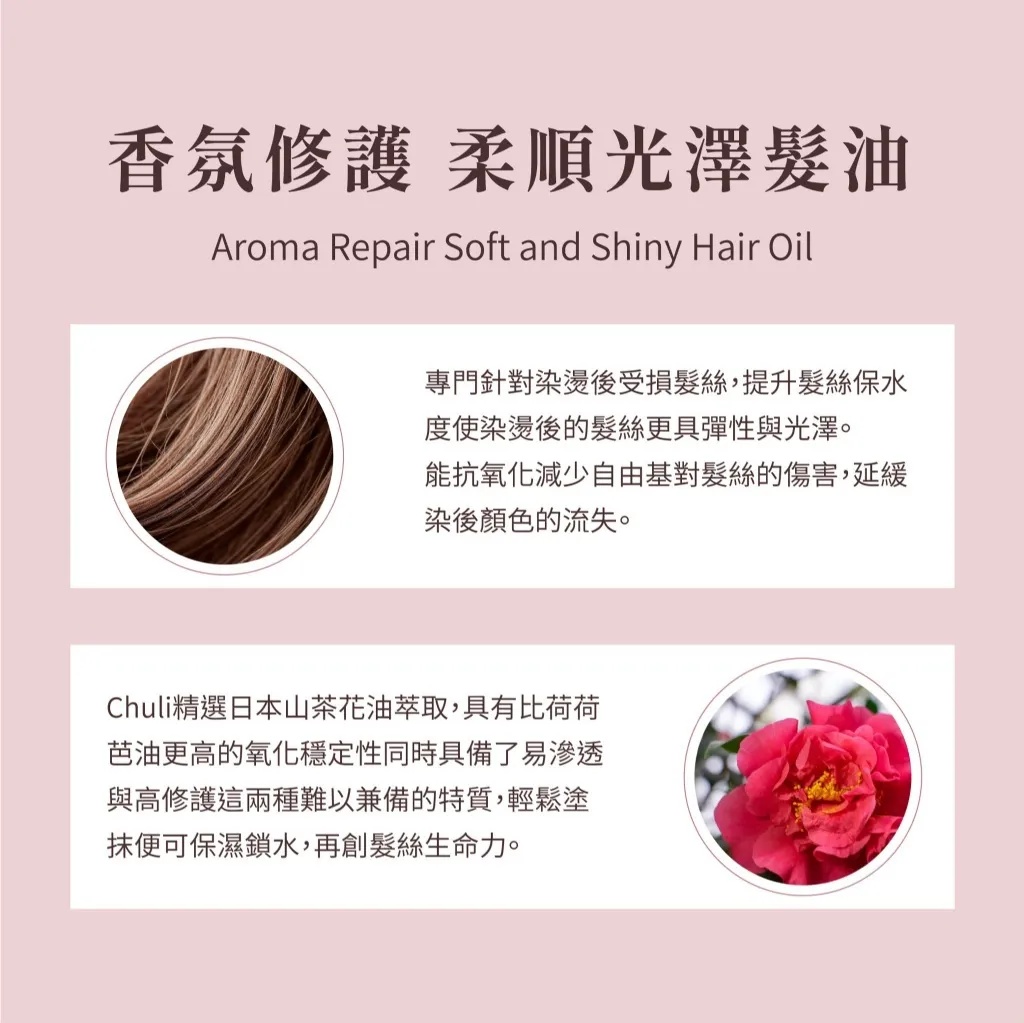 香氛修護 柔順光澤髮油
Aroma Repair Soft and Shiny Hair Oil
專門針對染燙後受損髮絲，提升髮絲保水
度使染燙後的髮絲更具彈性與光澤。
能抗氧化減少自由基對髮絲的傷害，延緩
染後顏色的流失。
Chuli精選日本山茶花油萃取，具有比荷荷
芭油更高的氧化穩定性同時具備了易滲透
與高修護這兩種難以兼備的特質，輕鬆塗
抹便可保濕鎖水，再創髮絲生命力。